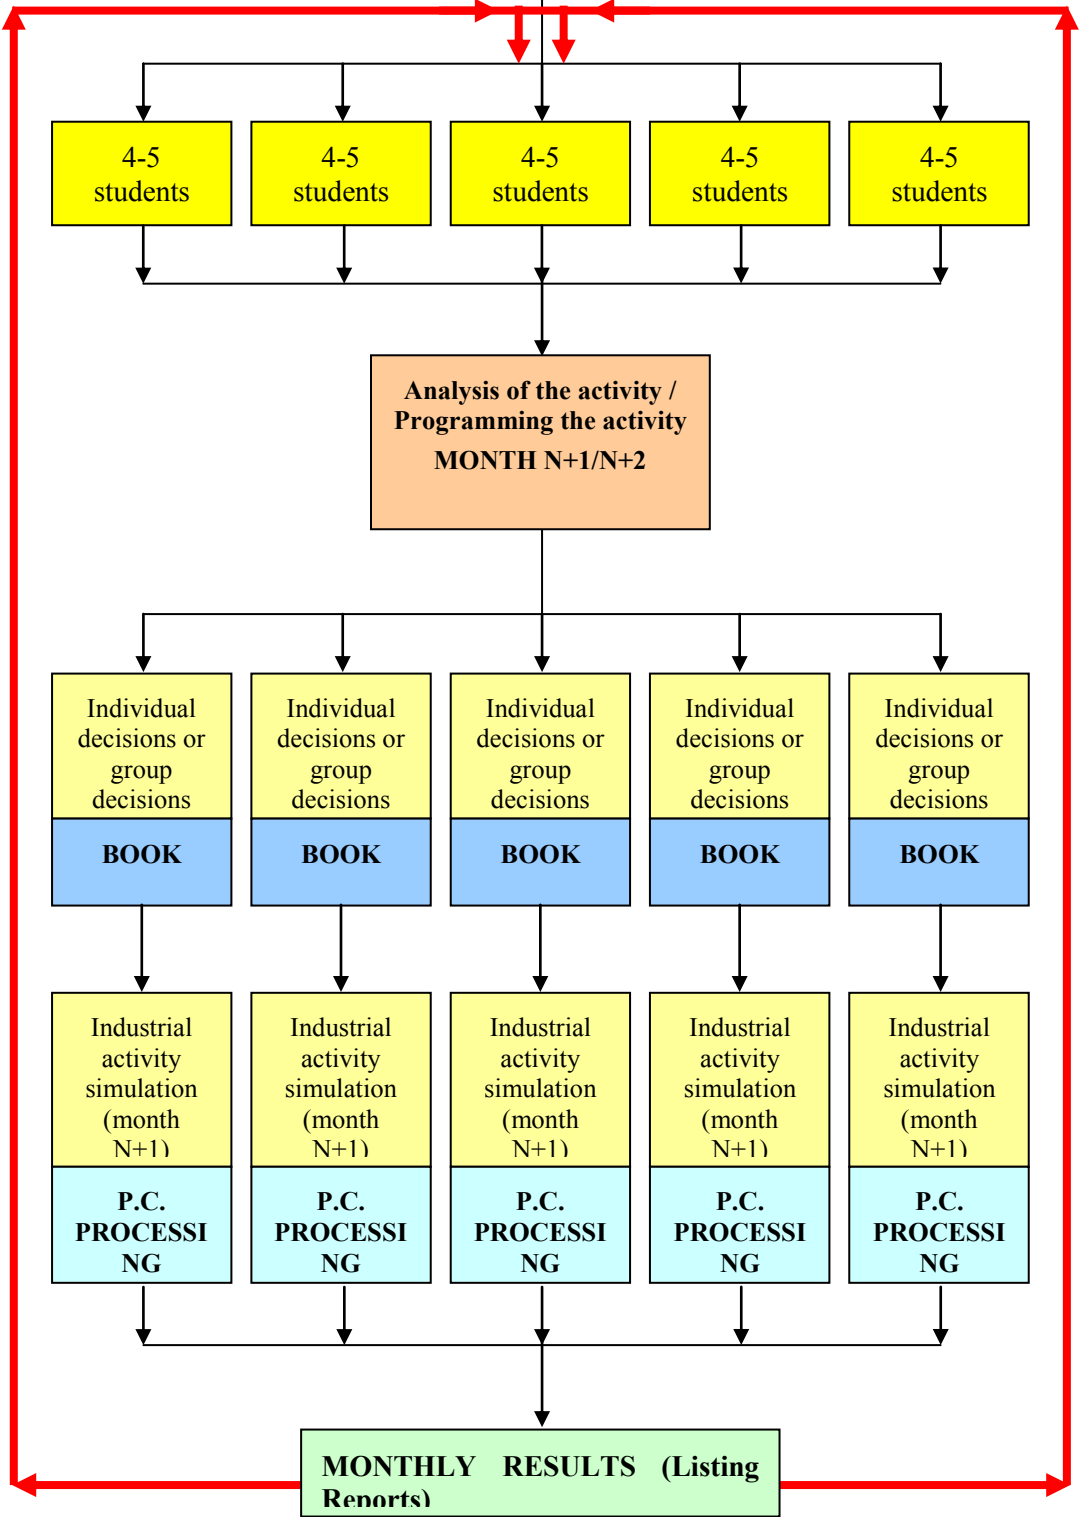 4-5
students
4-5
students
4-5
students
4-5
students
4-5
students
Analysis of the activity /
Programming the activity
MONTH N+1/N+2
Individual
decisions or
group
decisions
Individual
decisions or
group
decisions
Individual
decisions or
group
decisions
Individual
decisions or
group
decisions
Individual
decisions or
group
decisions
BOOK
BOOK
BOOK
BOOK
BOOK
Industrial
activity
simulation
(month
N+1)
Industrial
activity
simulation
(month
N+1)
Industrial
activity
simulation
(month
N+1)
Industrial
activity
simulation
(month
N+1)
Industrial
activity
simulation
(month
N+1)
P.C.
PROCESSI
NG
P.C.
PROCESSI
NG
P.C.
PROCESSI
NG
P.C.
PROCESSI
NG
P.C.
PROCESSI
NG
MONTHLY RESULTS (Listing
Reports)